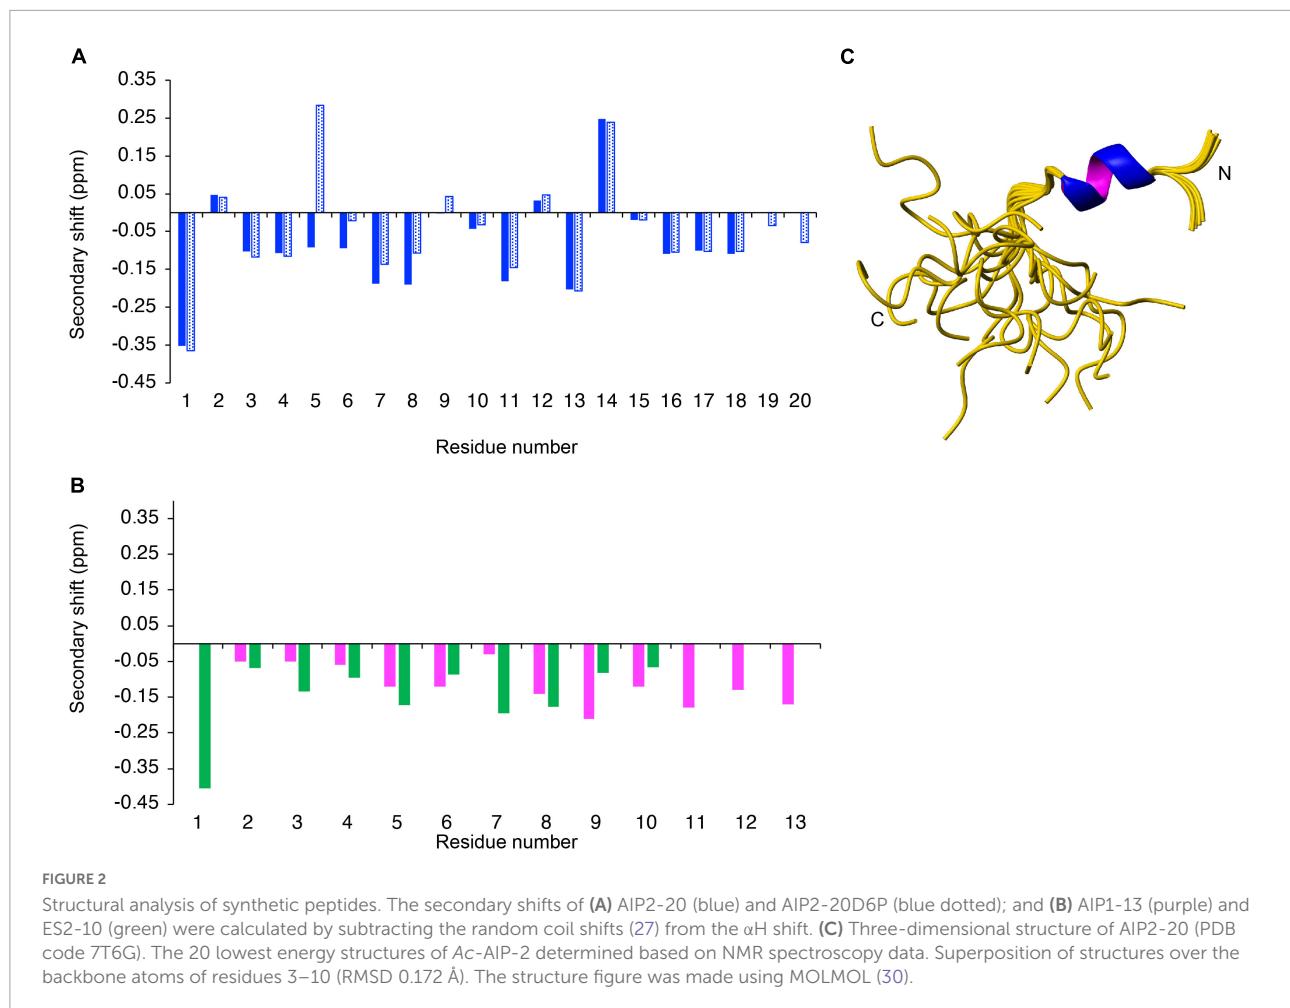 A
0.35
0.25
0.15
0.05
-0.05
-0.15
-0.25
-0.35
-0.45
Secondary shift (ppm)
1 2 3 4 5 6 7 8 9 10 11 12 13 14 15 16 17 18 19 20
Residue number
C
N
C
B
0.35
0.25
0.15
0.05
-0.05
-0.15
-0.25
-0.35
-0.45
Secondary shift (ppm)
1 2 3 4 5 6 7 8 9 10 11 12 13
Residue number
FIGURE 2
Structural analysis of synthetic peptides. The secondary shifts of (A) AIP2-20 (blue) and AIP2-20D6P (blue dotted); and (B) AIP1-13 (purple) and
ES2-10 (green) were calculated by subtracting the random coil shifts (27) from the αH shift. (C) Three-dimensional structure of AIP2-20 (PDB
code 7T6G). The 20 lowest energy structures of Ac-AIP-2 determined based on NMR spectroscopy data. Superposition of structures over the
backbone atoms of residues 3–10 (RMSD 0.172 Å). The structure figure was made using MOLMOL (30).